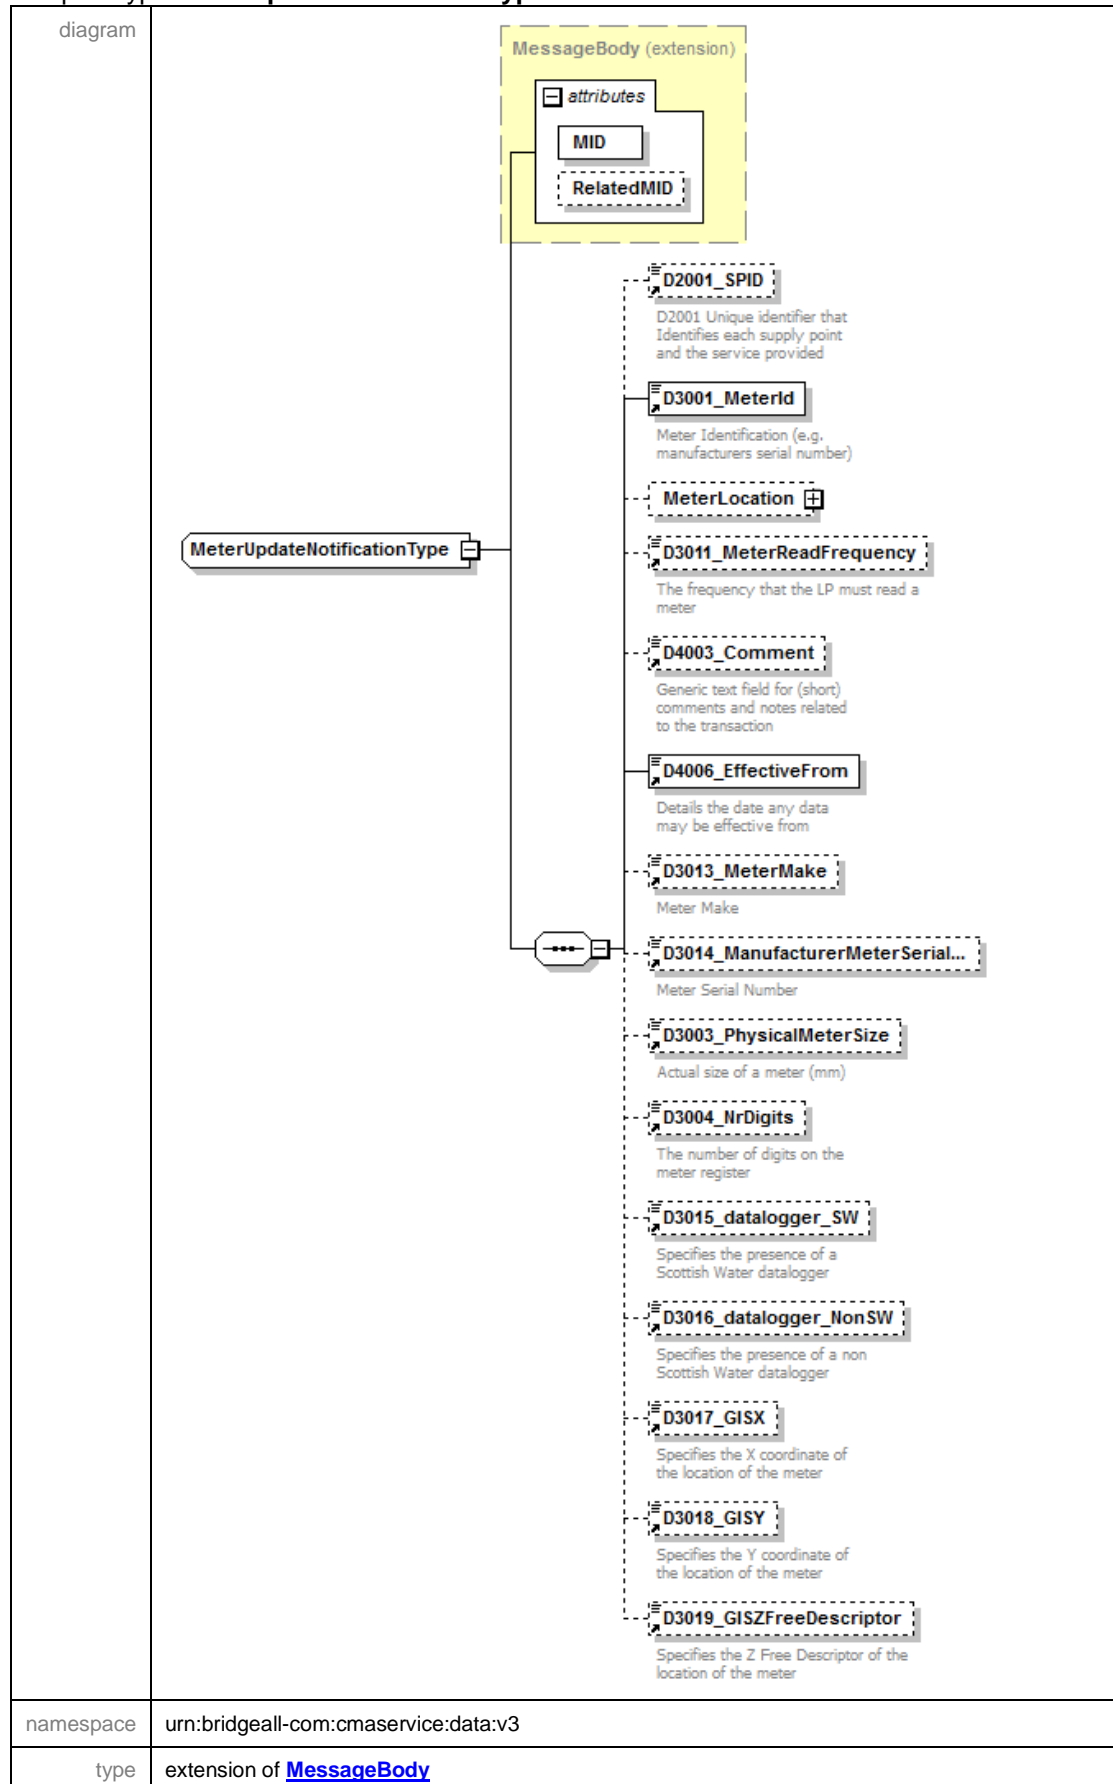 diagram
MessageBody (extension)
attributes
MID
RelatedMID
D2001_SPID
D2001 Unique identifier that
Identifies each supply point
and the service provided
D3001_MeterId
Meter Identification (e.g.
manufacturers serial number)
MeterLocation
MeterUpdateNotificationType
D3011_MeterReadFrequency
The frequency that the LP must read a
meter
D4003_Comment
Generic text field for (short)
comments and notes related
to the transaction
D4006_EffectiveFrom
Details the date any data
may be effective from
D3013_MeterMake
Meter Make
D3014_ManufacturerMeterSerial...
Meter Serial Number
D3003_PhysicalMeterSize
Actual size of a meter (mm)
D3004_NrDigits
The number of digits on the
meter register
D3015_datalogger_SW
Specifies the presence of a
Scottish Water datalogger
D3016_datalogger_NonSW
Specifies the presence of a non
Scottish Water datalogger
D3017_GISX
Specifies the X coordinate of
the location of the meter
D3018_GISY
Specifies the Y coordinate of
the location of the meter
D3019_GISZFreeDescriptor
Specifies the Z Free Descriptor of the
location of the meter
namespace urn:bridgeall-com:cmaservice:data:v3
type extension of MessageBody